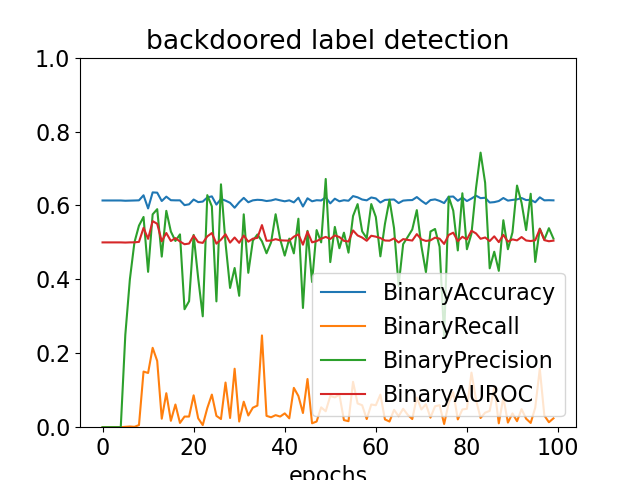 backdoored label detection
1.0
0.8
0.6
0.4
0.2
0.0
BinaryAccuracy
BinaryRecall
BinaryPrecision
BinaryAUROC
0 20 40 60 80 100
epochs